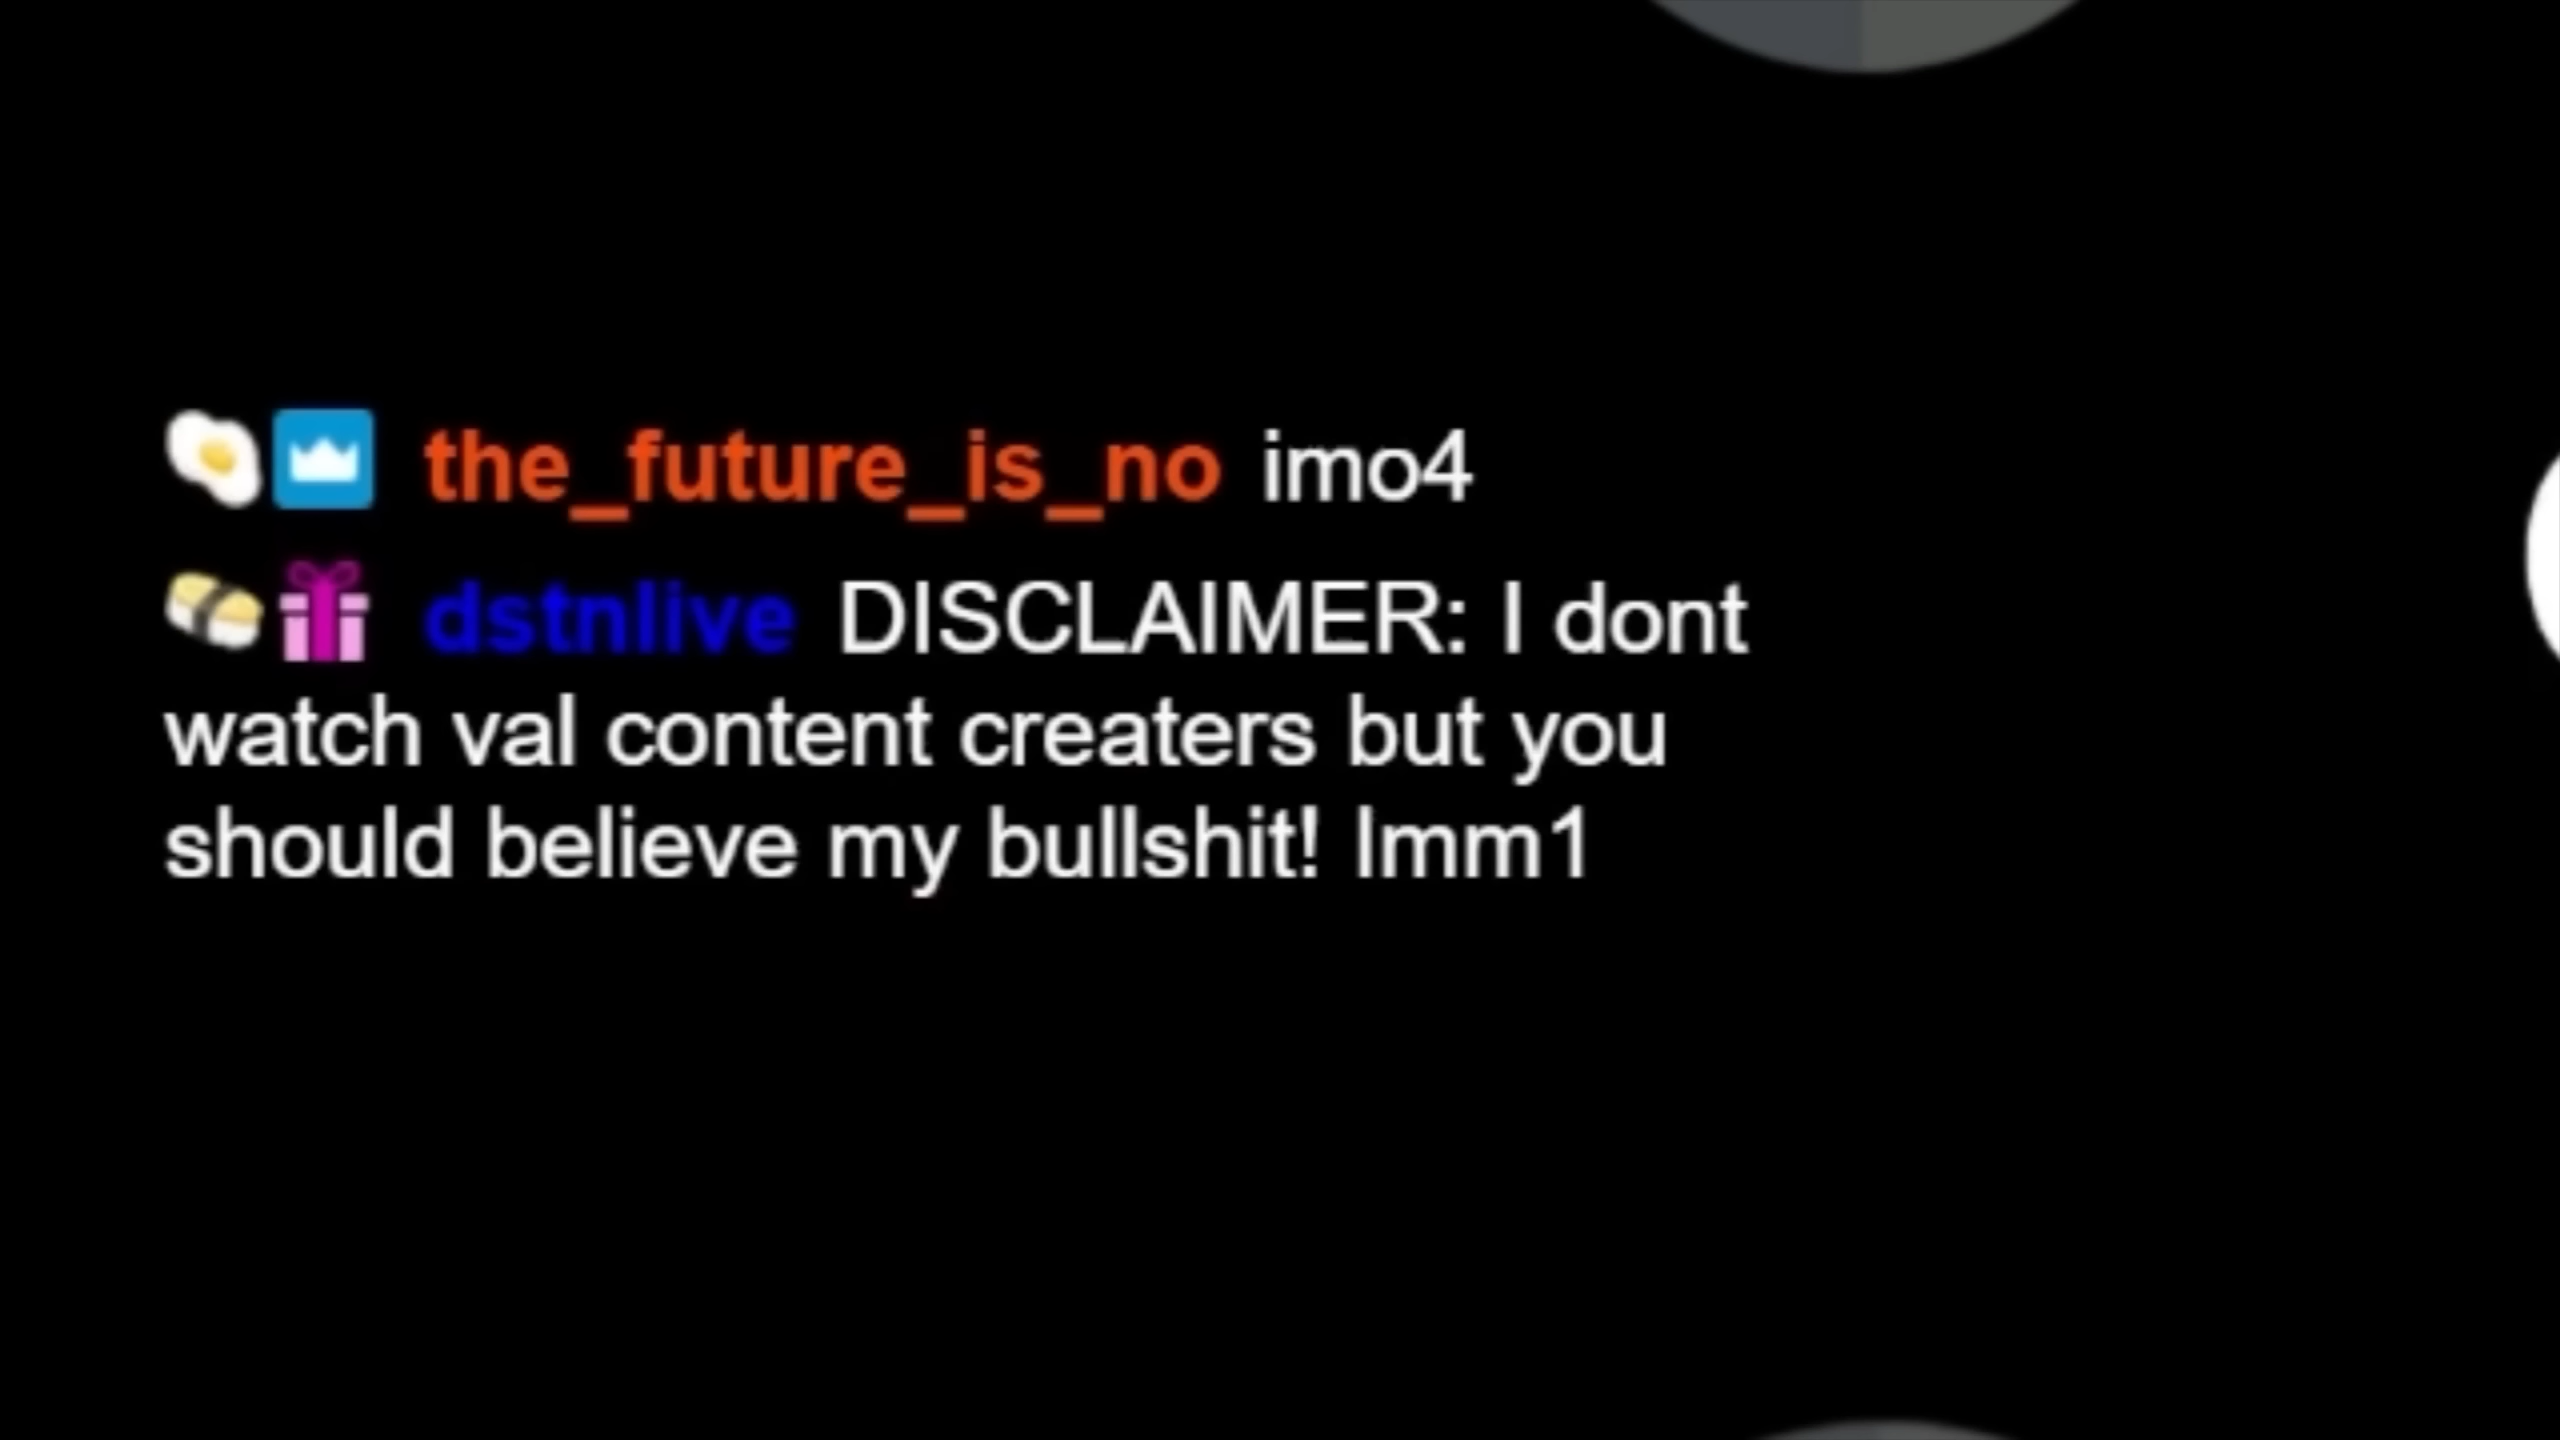 the_future_is_no imo4
dstnlive DISCLAIMER: I dont
watch val content creaters but you
should believe my bullshit! lmm1